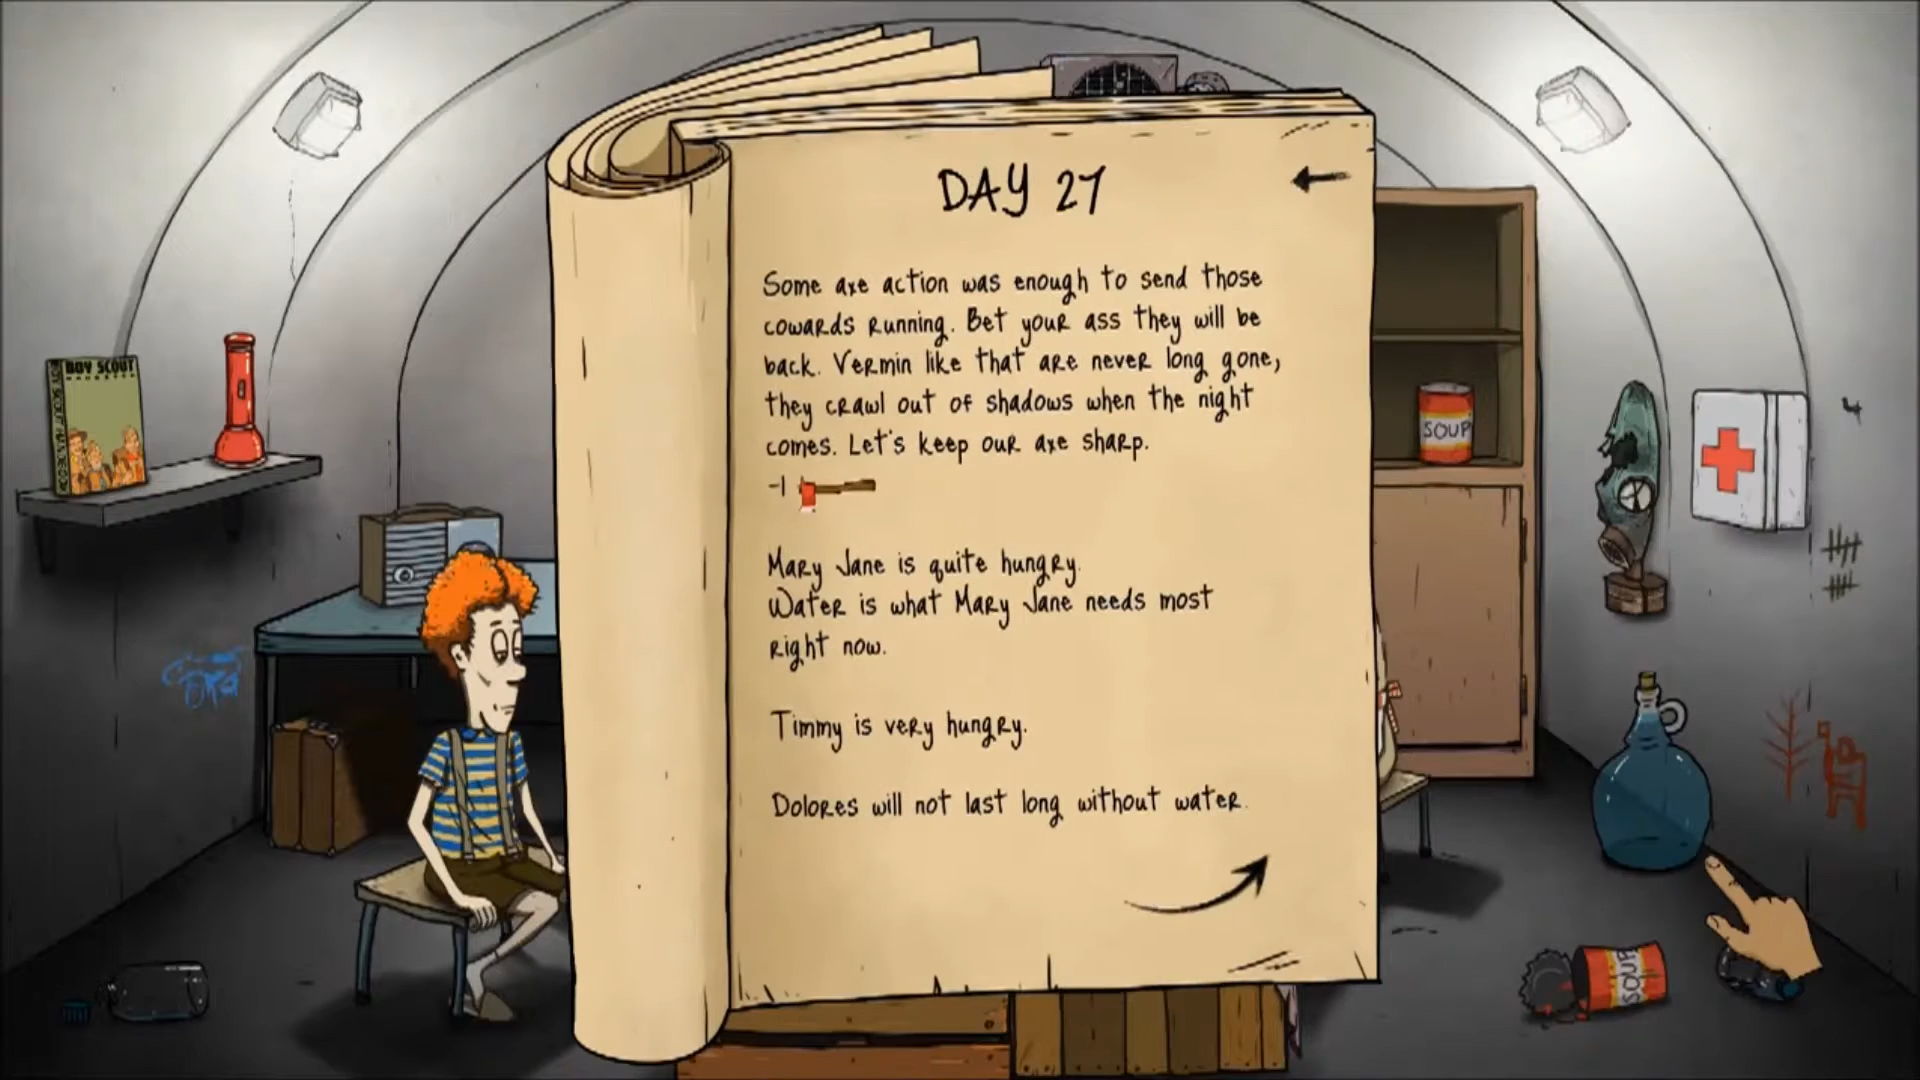 DAY 27
Some axe action was enough to send those
cowards running. Bet your ass they will be
back. Vermin like that are never long gone,
they crawl out of shadows when the night
comes. Let's keep our axe sharp.
-1
Mary Jane is quite hungry.
Water is what Mary Jane needs most
right now.
Timmy is very hungry.
Dolores will not last long without water.
BOY SCOUT
SOUP
SOUP